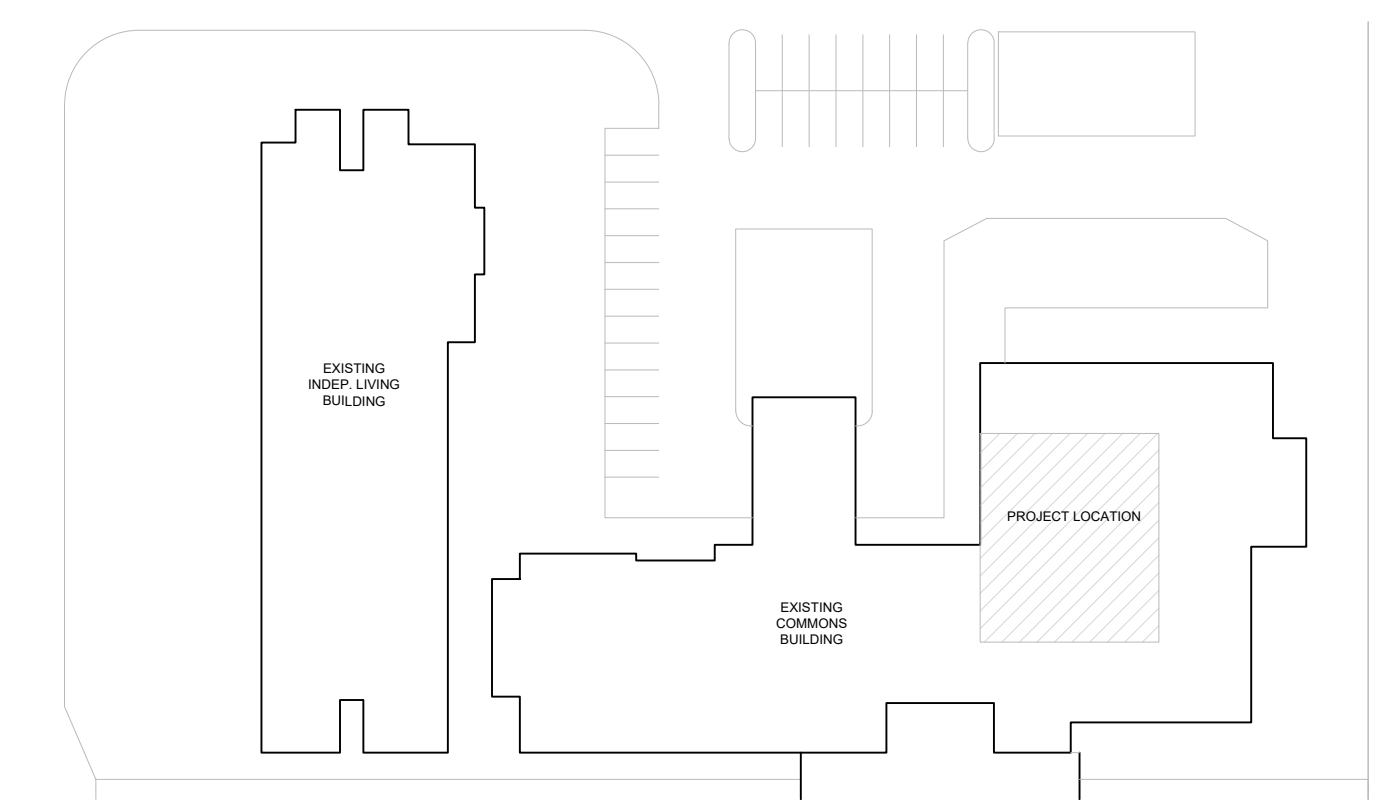 EXISTING
INDEP. LIVING
BUILDING
PROJECT LOCATION
EXISTING
COMMONS
BUILDING